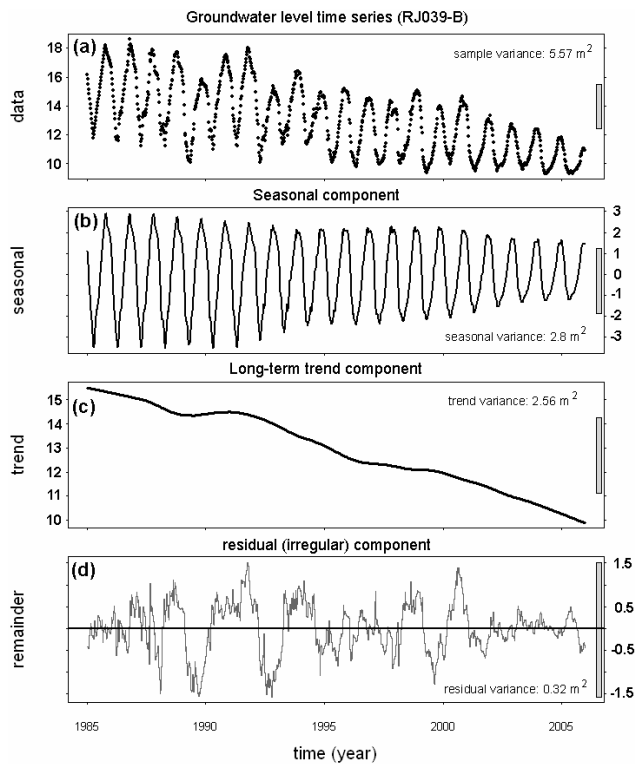 Groundwater level time series (RJ039-B)
(a)
sample variance: 5.57 m²
data
18
16
14
12
10
Seasonal component
(b)
seasonal
3
2
1
0
-1
-2
-3
seasonal variance: 2.8 m²
Long-term trend component
(c)
trend variance: 2.56 m²
trend
15
14
13
12
11
10
residual (irregular) component
(d)
remainder
1.5
0.5
-0.5
-1.5
residual variance: 0.32 m²
1985
1990
1995
2000
2005
time (year)